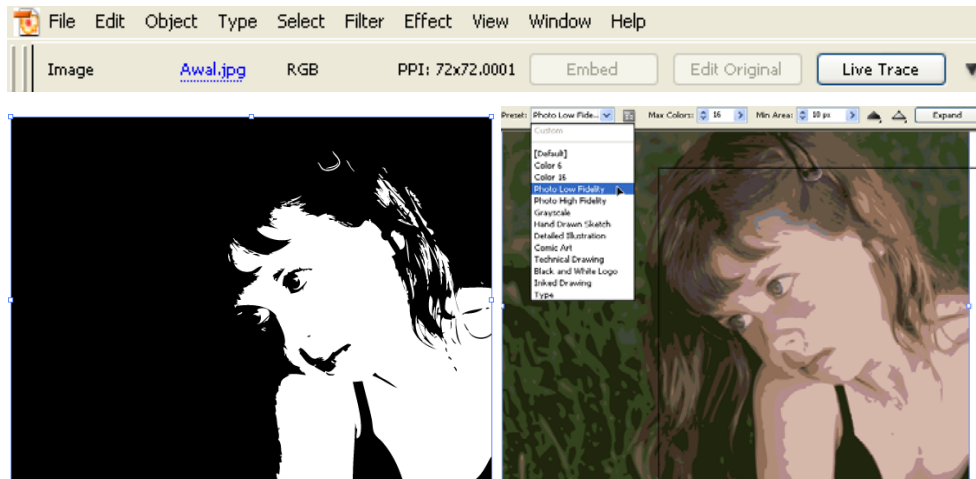 File Edit Object Type Select Filter Effect View Window Help
Image Awal.jpg RGB PPI: 72x72.0001 Embed Edit Original Live Trace
Preset: Photo Low Fide... Max Colors: 16 Min Area: 10 px Expand
Custom
[Default]
Color 6
Color 16
Photo Low Fidelity
Photo High Fidelity
Grayscale
Hand Drawn Sketch
Detailed Illustration
Comic Art
Technical Drawing
Black and White Logo
Inked Drawing
Type